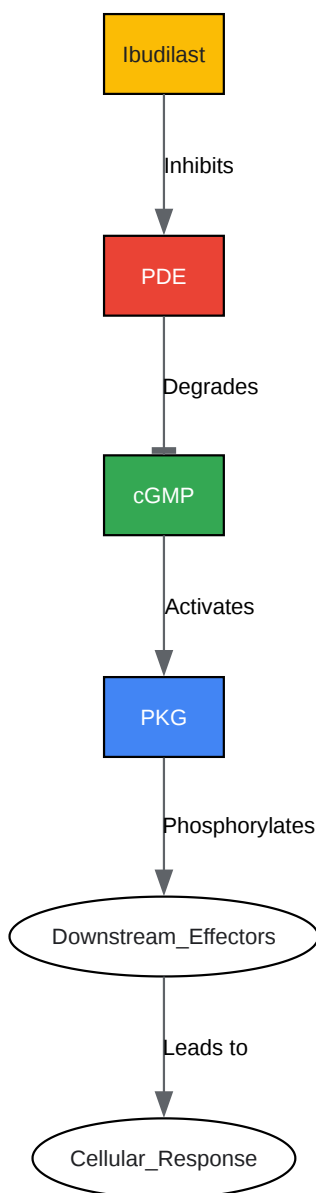 Ibudilast
Inhibits
PDE
Degrades
cGMP
Activates
PKG
Phosphorylates
Downstream_Effectors
Leads to
Cellular_Response